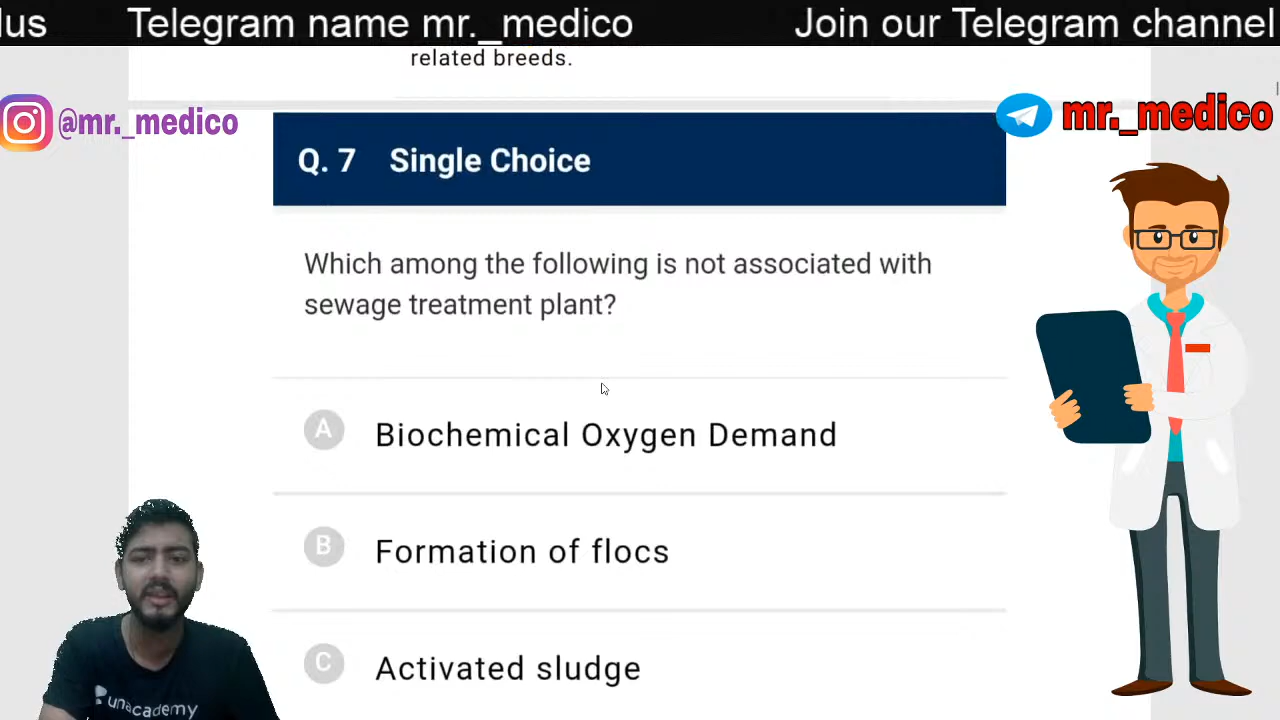 lus Telegram name mr._medico Join our Telegram channel
related breeds.
@mr._medico
mr._medico
Q. 7 Single Choice
Which among the following is not associated with
sewage treatment plant?
A Biochemical Oxygen Demand
B Formation of flocs
C Activated sludge
unacademy